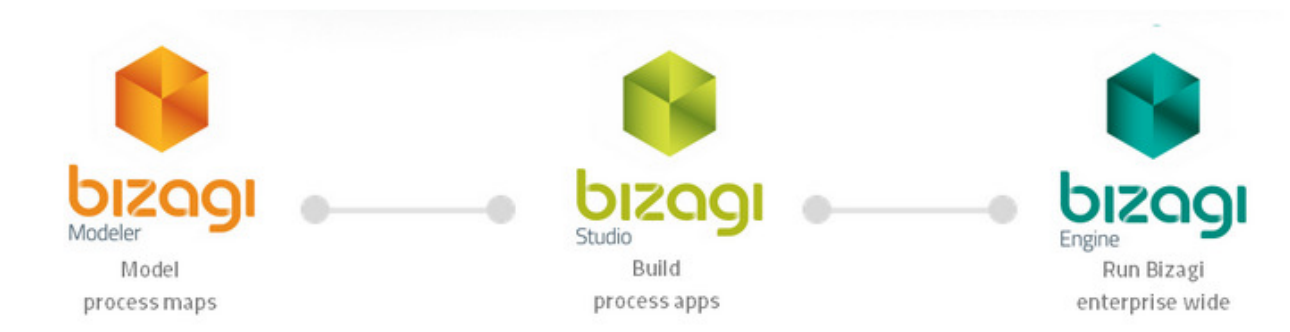 bizagi
Modeler
Model
process maps
bizagi
Studio
Build
process apps
bizagi
Engine
Run Bizagi
enterprise wide